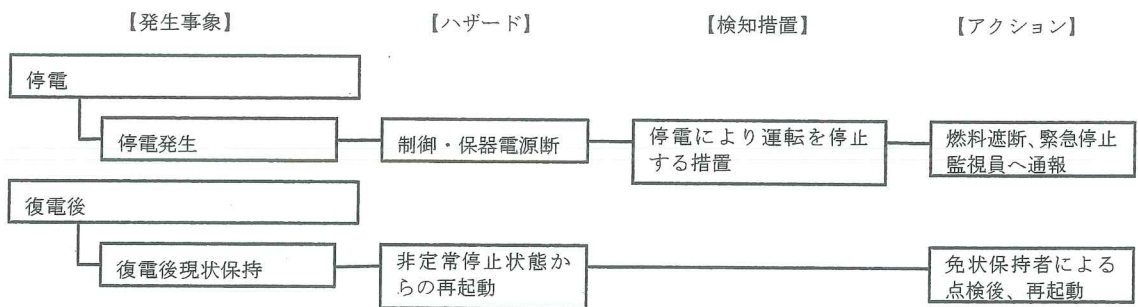 【発生事象】
【ハザード】
【検知措置】
【アクション】
停電
停電発生
制御・保器電源断
停電により運転を停止
する措置
燃料遮断、緊急停止
監視員へ通報
復電後
復電後現状保持
非定常停止状態か
らの再起動
免状保持者による
点検後、再起動